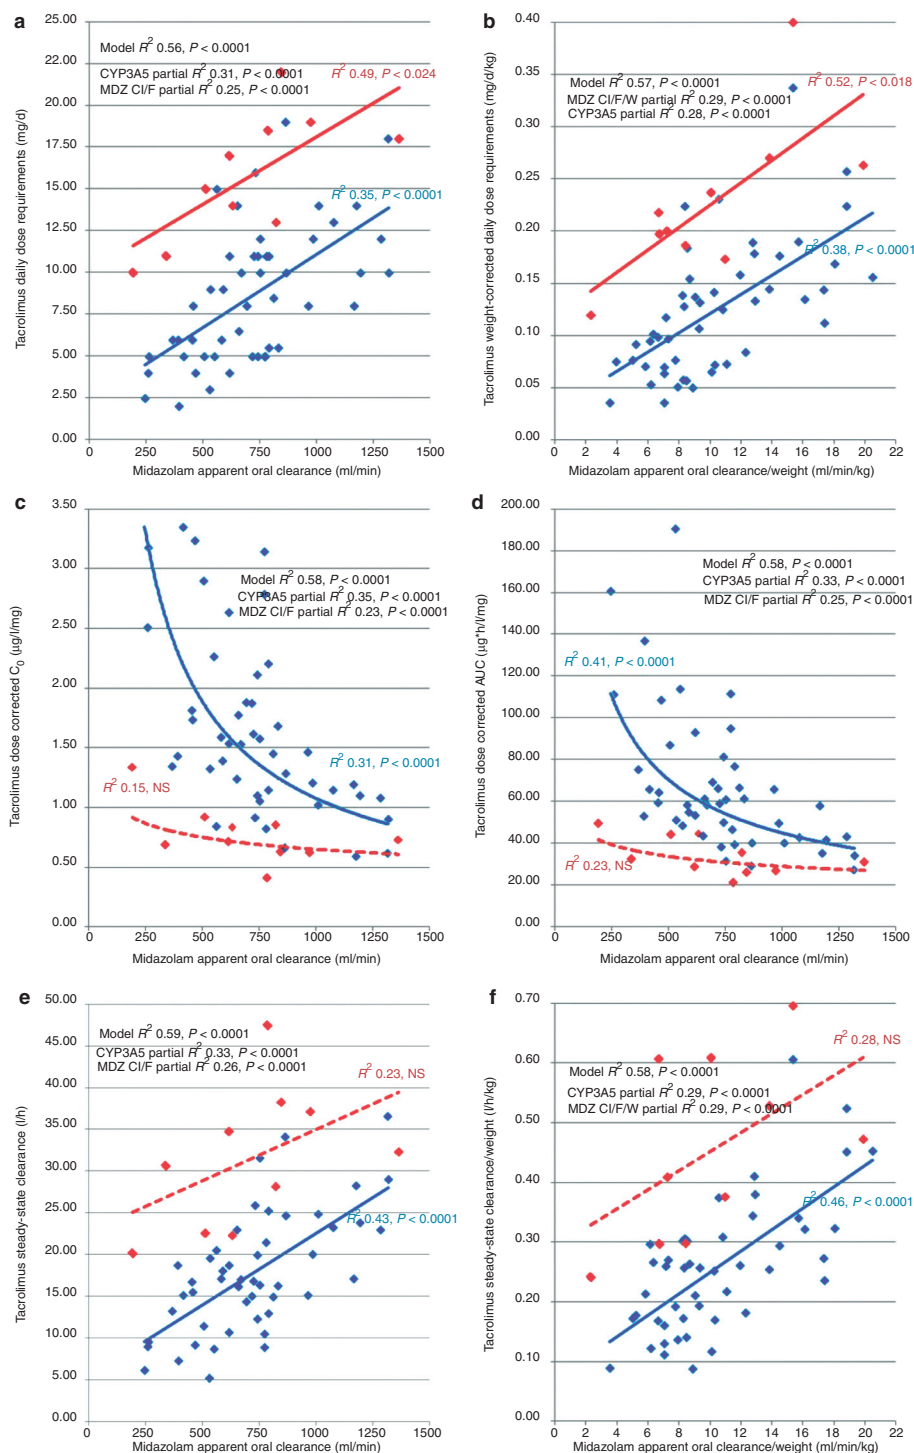 a
25.00
22.00
20.00
17.50
15.00
12.50
10.00
7.50
5.00
2.50
0.00
Tacrolimus daily dose requirements (mg/d)
Model R2 0.56, P < 0.0001
CYP3A5 partial R2 0.31, P < 0.0001
MDZ Cl/F partial R2 0.25, P < 0.0001
R2 0.49, P < 0.024
R2 0.35, P < 0.0001
0 250 500 750 1000 1250 1500
Midazolam apparent oral clearance (ml/min)
b
0.40
0.35
0.30
0.25
0.20
0.15
0.10
0.05
0.00
Tacrolimus weight-corrected daily dose requirements (mg/d/kg)
Model R2 0.57, P < 0.0001
MDZ Cl/F/W partial R2 0.29, P < 0.0001
CYP3A5 partial R2 0.28, P < 0.0001
R2 0.52, P < 0.018
R2 0.38, P < 0.0001
0 2 4 6 8 10 12 14 16 18 20 22
Midazolam apparent oral clearance/weight (ml/min/kg)
c
3.50
3.00
2.50
2.00
1.50
1.00
0.50
0.00
Tacrolimus dose corrected C0 (µg/l/mg)
Model R2 0.58, P < 0.0001
CYP3A5 partial R2 0.35, P < 0.0001
MDZ Cl/F partial R2 0.23, P < 0.0001
R2 0.31, P < 0.0001
R2 0.15, NS
0 250 500 750 1000 1250 1500
Midazolam apparent oral clearance (ml/min)
d
200.00
180.00
160.00
140.00
120.00
100.00
80.00
60.00
40.00
20.00
0.00
Tacrolimus dose corrected AUC (µg*h/l/mg)
Model R2 0.58, P < 0.0001
CYP3A5 partial R2 0.33, P < 0.0001
MDZ Cl/F partial R2 0.25, P < 0.0001
R2 0.41, P < 0.0001
R2 0.23, NS
0 250 500 750 1000 1250 1500
Midazolam apparent oral clearance (ml/min)
e
50.00
45.00
40.00
35.00
30.00
25.00
20.00
15.00
10.00
5.00
0.00
Tacrolimus steady-state clearance (l/h)
Model R2 0.59, P < 0.0001
CYP3A5 partial R2 0.33, P < 0.0001
MDZ Cl/F partial R2 0.26, P < 0.0001
R2 0.23, NS
R2 0.43, P < 0.0001
0 250 500 750 1000 1250 1500
Midazolam apparent oral clearance (ml/min)
f
0.70
0.60
0.50
0.40
0.30
0.20
0.10
0.00
Tacrolimus steady-state clearance/weight (l/h/kg)
R2 0.28, NS
Model R2 0.58, P < 0.0001
CYP3A5 partial R2 0.29, P < 0.0001
MDZ Cl/F/W partial R2 0.29, P < 0.0001
R2 0.46, P < 0.0001
0 2 4 6 8 10 12 14 16 18 20 22
Midazolam apparent oral clearance/weight (ml/min/kg)